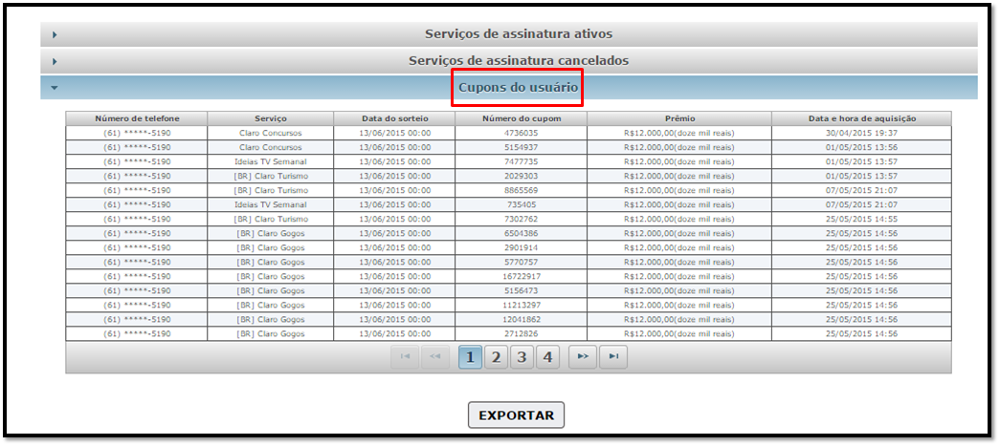 Serviços de assinatura ativos
Serviços de assinatura cancelados
Cupons do usuário
Número de telefone Serviço Data do sorteio Número do cupom Prêmio Data e hora de aquisição
(61) *****-5190 Claro Concursos 13/06/2015 00:00 4736035 R$12.000,00(doze mil reais) 30/04/2015 19:37
(61) *****-5190 Claro Concursos 13/06/2015 00:00 5154937 R$12.000,00(doze mil reais) 01/05/2015 13:56
(61) *****-5190 Ideias TV Semanal 13/06/2015 00:00 7477735 R$12.000,00(doze mil reais) 01/05/2015 13:57
(61) *****-5190 [BR] Claro Turismo 13/06/2015 00:00 2029303 R$12.000,00(doze mil reais) 01/05/2015 13:57
(61) *****-5190 [BR] Claro Turismo 13/06/2015 00:00 8865569 R$12.000,00(doze mil reais) 07/05/2015 21:07
(61) *****-5190 Ideias TV Semanal 13/06/2015 00:00 735405 R$12.000,00(doze mil reais) 07/05/2015 21:07
(61) *****-5190 [BR] Claro Turismo 13/06/2015 00:00 7302762 R$12.000,00(doze mil reais) 25/05/2015 14:55
(61) *****-5190 [BR] Claro Gogos 13/06/2015 00:00 6504386 R$12.000,00(doze mil reais) 25/05/2015 14:56
(61) *****-5190 [BR] Claro Gogos 13/06/2015 00:00 2901914 R$12.000,00(doze mil reais) 25/05/2015 14:56
(61) *****-5190 [BR] Claro Gogos 13/06/2015 00:00 5770757 R$12.000,00(doze mil reais) 25/05/2015 14:56
(61) *****-5190 [BR] Claro Gogos 13/06/2015 00:00 16722917 R$12.000,00(doze mil reais) 25/05/2015 14:56
(61) *****-5190 [BR] Claro Gogos 13/06/2015 00:00 5156473 R$12.000,00(doze mil reais) 25/05/2015 14:56
(61) *****-5190 [BR] Claro Gogos 13/06/2015 00:00 11213297 R$12.000,00(doze mil reais) 25/05/2015 14:56
(61) *****-5190 [BR] Claro Gogos 13/06/2015 00:00 12041862 R$12.000,00(doze mil reais) 25/05/2015 14:56
(61) *****-5190 [BR] Claro Gogos 13/06/2015 00:00 2712826 R$12.000,00(doze mil reais) 25/05/2015 14:56
1 2 3 4
EXPORTAR